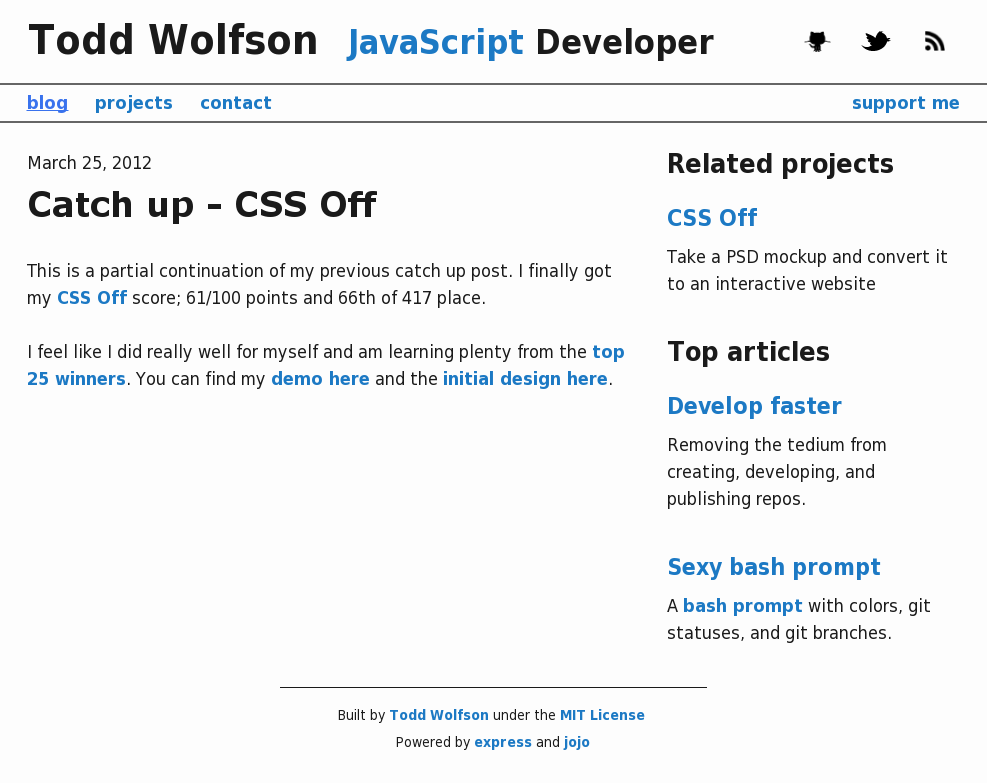 Todd Wolfson JavaScript Developer
blog projects contact support me
March 25, 2012
Catch up – CSS Off
This is a partial continuation of my previous catch up post. I finally got
my CSS Off score; 61/100 points and 66th of 417 place.
I feel like I did really well for myself and am learning plenty from the top
25 winners. You can find my demo here and the initial design here.
Related projects
CSS Off
Take a PSD mockup and convert it
to an interactive website
Top articles
Develop faster
Removing the tedium from
creating, developing, and
publishing repos.
Sexy bash prompt
A bash prompt with colors, git
statuses, and git branches.
Built by Todd Wolfson under the MIT License
Powered by express and jojo